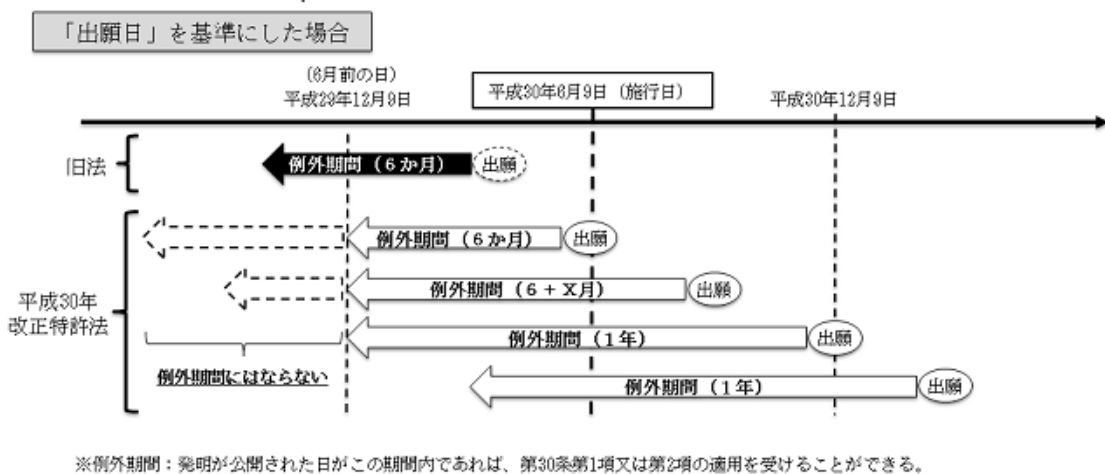 「出願日」を基準にした場合
(6月前の日)
平成29年12月9日
平成30年6月9日（施行日）
平成30年12月9日
旧法
例外期間（６か月）
出願
平成30年
改正特許法
例外期間（６か月）
出願
例外期間（６＋Ｘ月）
出願
例外期間（１年）
出願
例外期間にはならない
例外期間（１年）
出願
※例外期間：発明が公開された日がこの期間内であれば、第30条第1項又は第2項の適用を受けることができる。